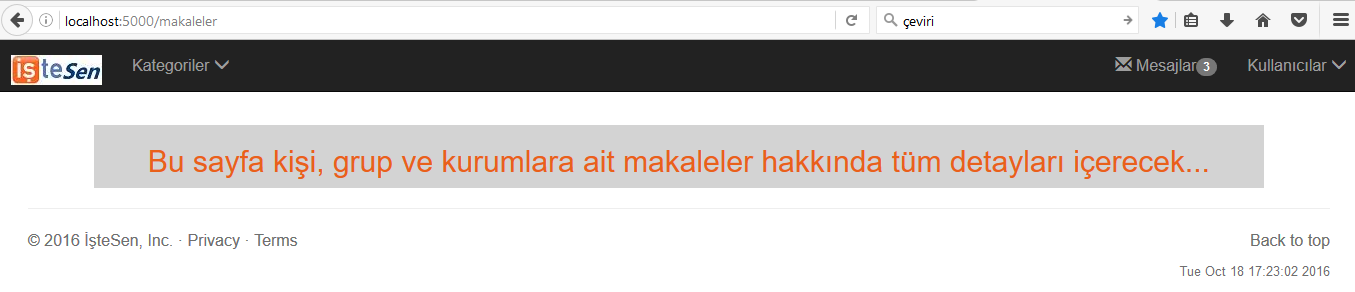 localhost:5000/makaleler
çeviri
işteSen
Kategoriler
Mesajlar 3
Kullanıcılar
Bu sayfa kişi, grup ve kurumlara ait makaleler hakkında tüm detayları içerecek...
© 2016 İşteSen, Inc. · Privacy · Terms
Back to top
Tue Oct 18 17:23:02 2016